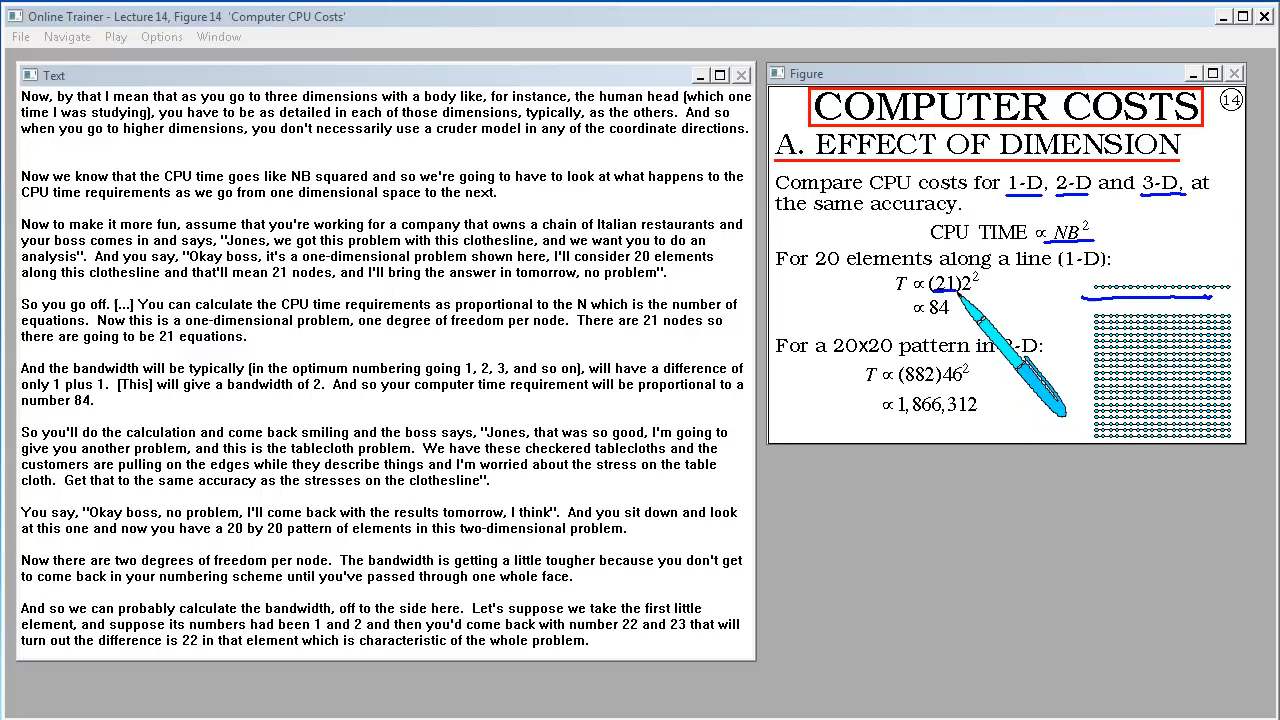 Online Trainer - Lecture 14, Figure 14 'Computer CPU Costs'
File Navigate Play Options Window
Text
Now, by that I mean that as you go to three dimensions with a body like, for instance, the human head (which one
time I was studying), you have to be as detailed in each of those dimensions, typically, as the others. And so
when you go to higher dimensions, you don't necessarily use a cruder model in any of the coordinate directions.
Now we know that the CPU time goes like NB squared and so we're going to have to look at what happens to the
CPU time requirements as we go from one dimensional space to the next.
Now to make it more fun, assume that you're working for a company that owns a chain of Italian restaurants and
your boss comes in and says, "Jones, we got this problem with this clothesline, and we want you to do an
analysis". And you say, "Okay boss, it's a one-dimensional problem shown here, I'll consider 20 elements
along this clothesline and that'll mean 21 nodes, and I'll bring the answer in tomorrow, no problem".
So you go off. [...] You can calculate the CPU time requirements as proportional to the N which is the number of
equations. Now this is a one-dimensional problem, one degree of freedom per node. There are 21 nodes so
there are going to be 21 equations.
And the bandwidth will be typically (in the optimum numbering going 1, 2, 3, and so on), will have a difference of
only 1 plus 1. [This] will give a bandwidth of 2. And so your computer time requirement will be proportional to a
number 84.
So you'll do the calculation and come back smiling and the boss says, "Jones, that was so good, I'm going to
give you another problem, and this is the tablecloth problem. We have these checkered tablecloths and the
customers are pulling on the edges while they describe things and I'm worried about the stress on the table
cloth. Get that to the same accuracy as the stresses on the clothesline".
You say, "Okay boss, no problem, I'll come back with the results tomorrow, I think". And you sit down and look
at this one and now you have a 20 by 20 pattern of elements in this two-dimensional problem.
Now there are two degrees of freedom per node. The bandwidth is getting a little tougher because you don't get
to come back in your numbering scheme until you've passed through one whole face.
And so we can probably calculate the bandwidth, off to the side here. Let's suppose we take the first little
element, and suppose its numbers had been 1 and 2 and then you'd come back with number 22 and 23 that will
turn out the difference is 22 in that element which is characteristic of the whole problem.
Figure
COMPUTER COSTS
14
A. EFFECT OF DIMENSION
Compare CPU costs for 1-D, 2-D and 3-D, at
the same accuracy.
CPU TIME ∝ NB²
For 20 elements along a line (1-D):
T ∝ (21)2²
∝ 84
For a 20x20 pattern in 2-D:
T ∝ (882)46²
∝ 1,866,312